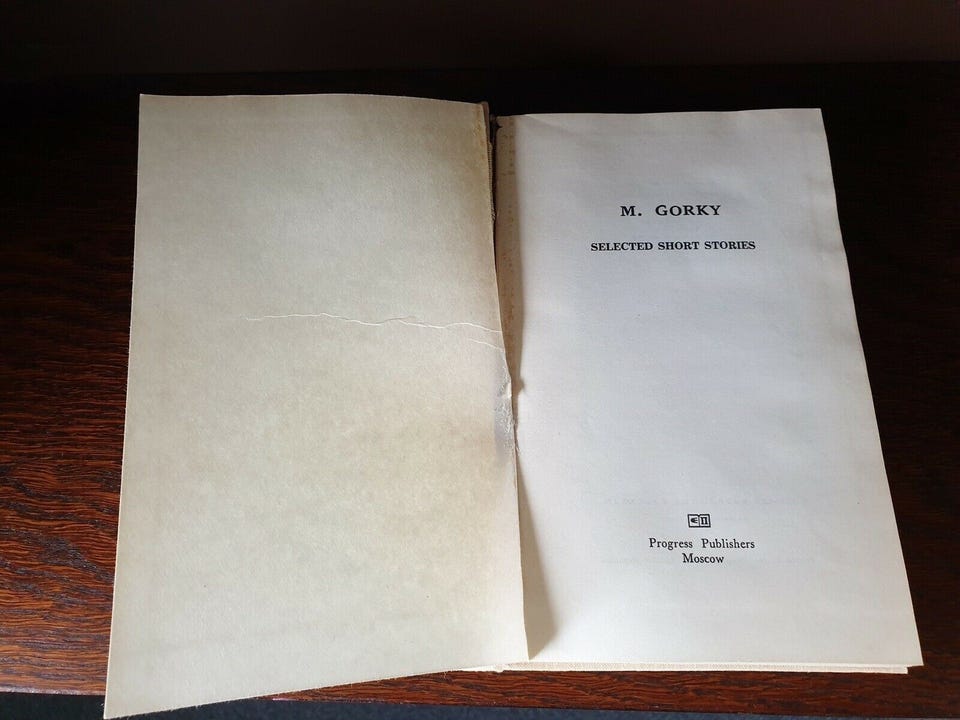 M. GORKY
SELECTED SHORT STORIES
Progress Publishers
Moscow